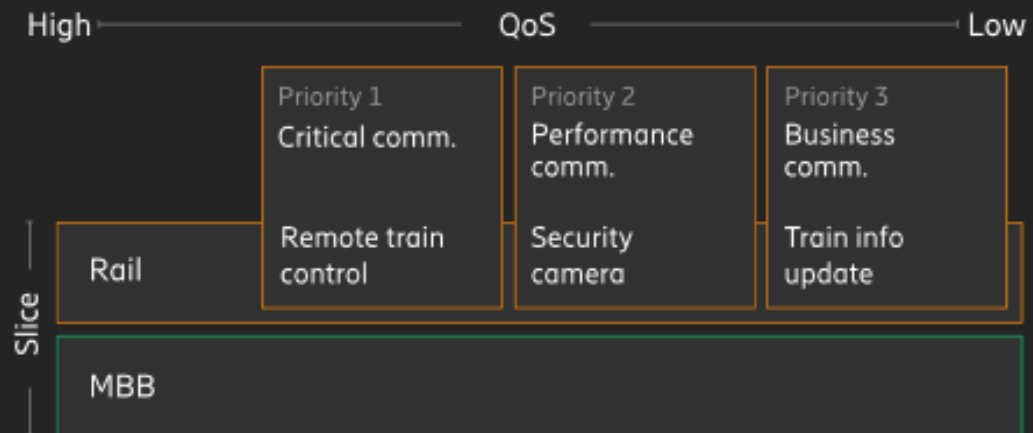 High QoS Low
Priority 1
Critical comm.
Remote train
control
Priority 2
Performance
comm.
Security
camera
Priority 3
Business
comm.
Train info
update
Slice
Rail
MBB